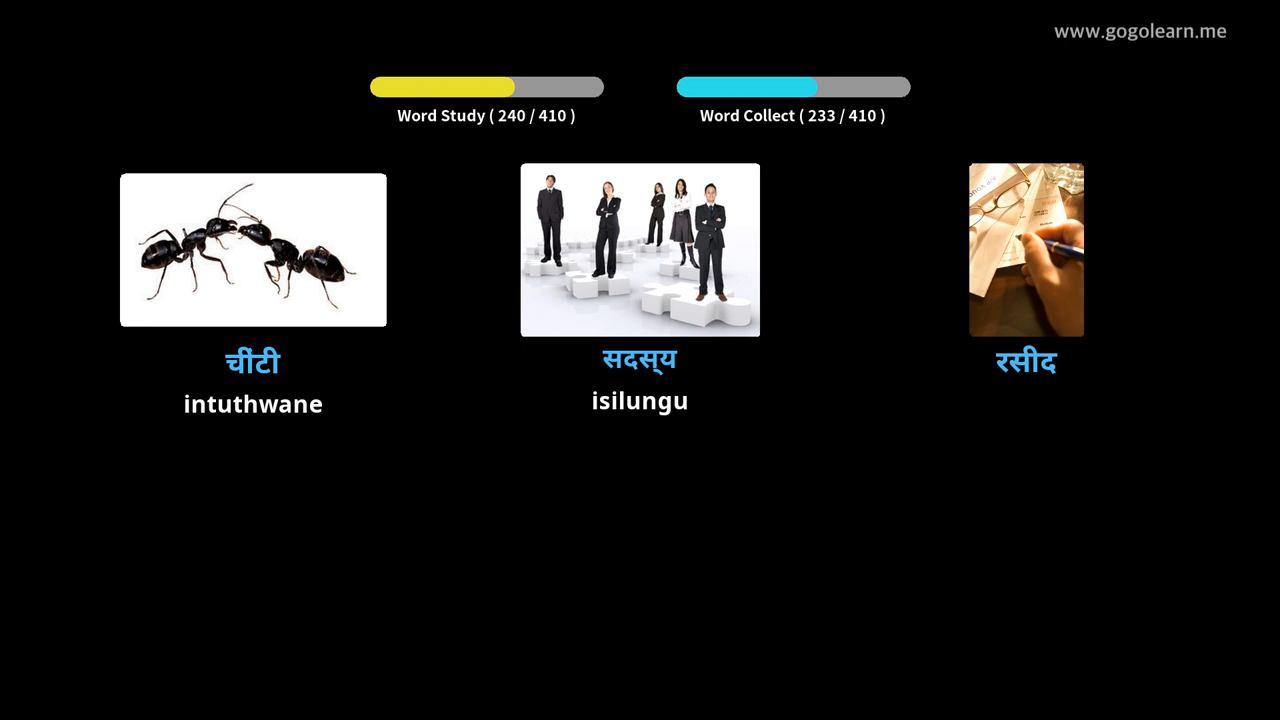 www.gogolearn.me
Word Study ( 240 / 410 )
Word Collect ( 233 / 410 )
चींटी
intuthwane
सदस्य
isilungu
रसीद